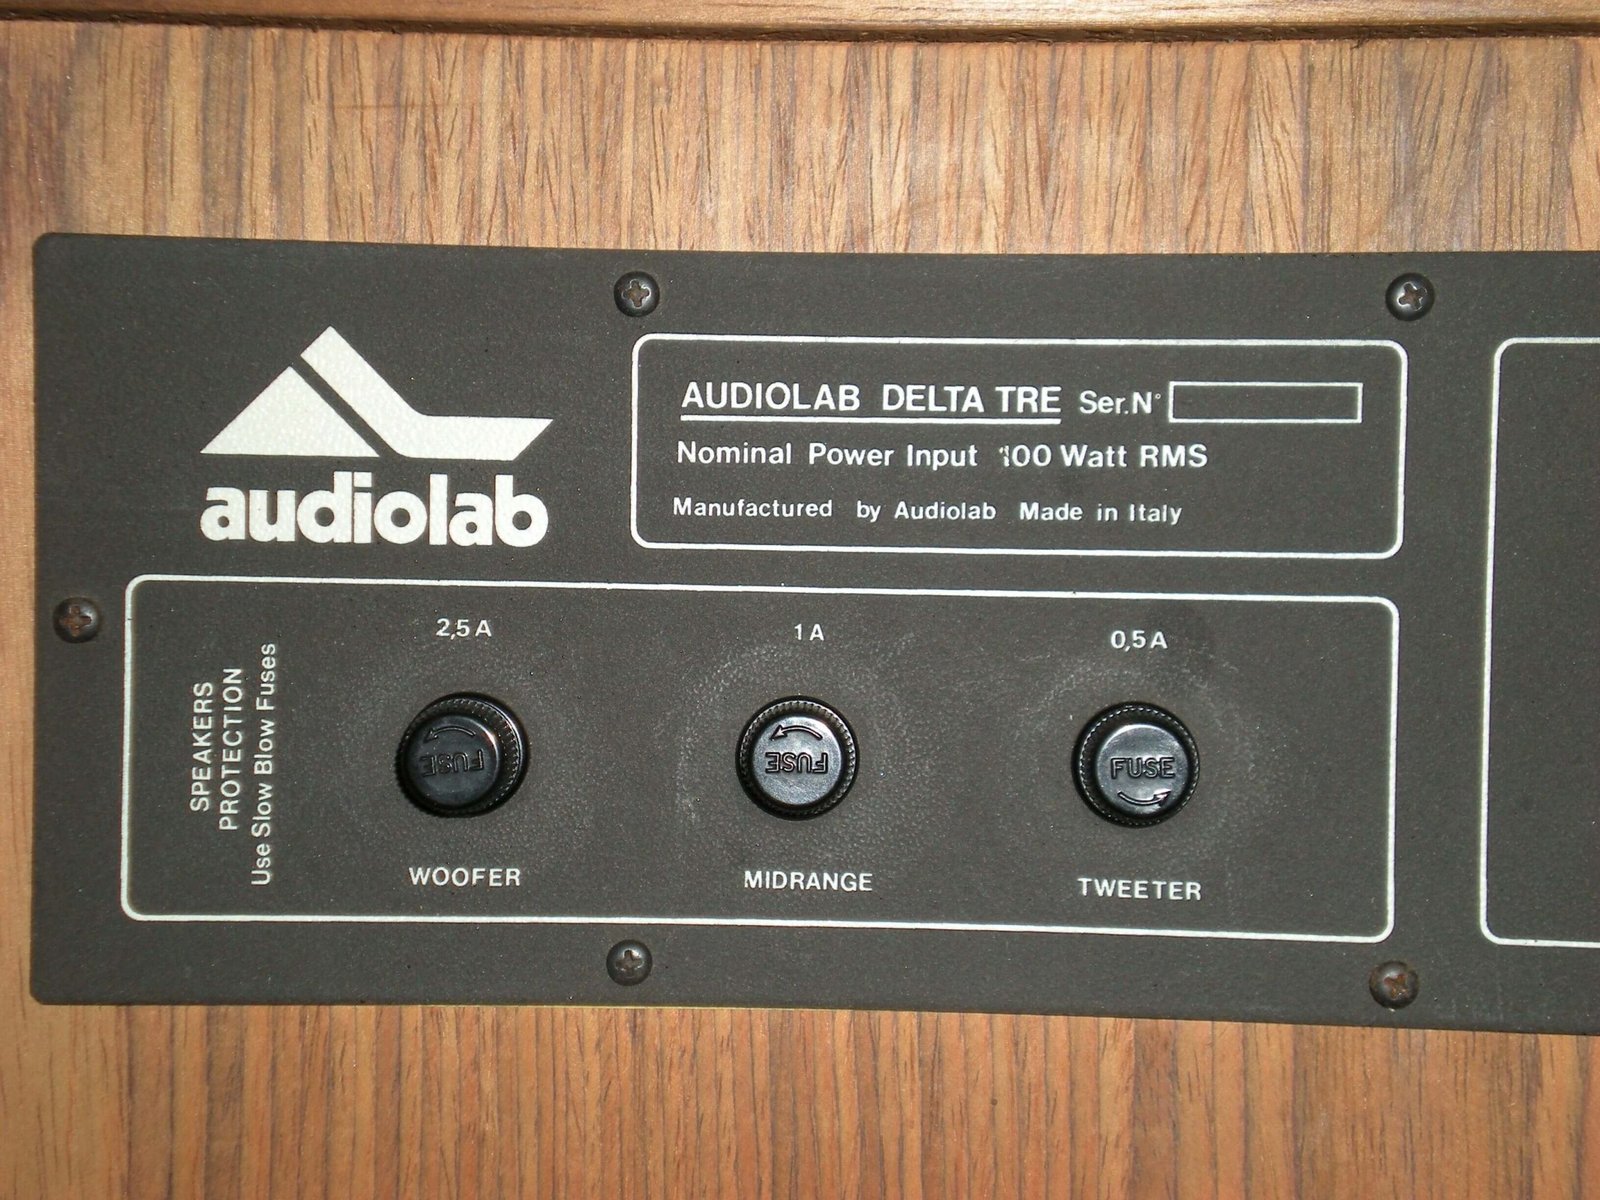 audiolab
AUDIOLAB DELTA TRE Ser.N°
Nominal Power Input 100 Watt RMS
Manufactured by Audiolab Made in Italy
SPEAKERS
PROTECTION
Use Slow Blow Fuses
2,5 A
1 A
0,5 A
FUSE
FUSE
FUSE
WOOFER
MIDRANGE
TWEETER